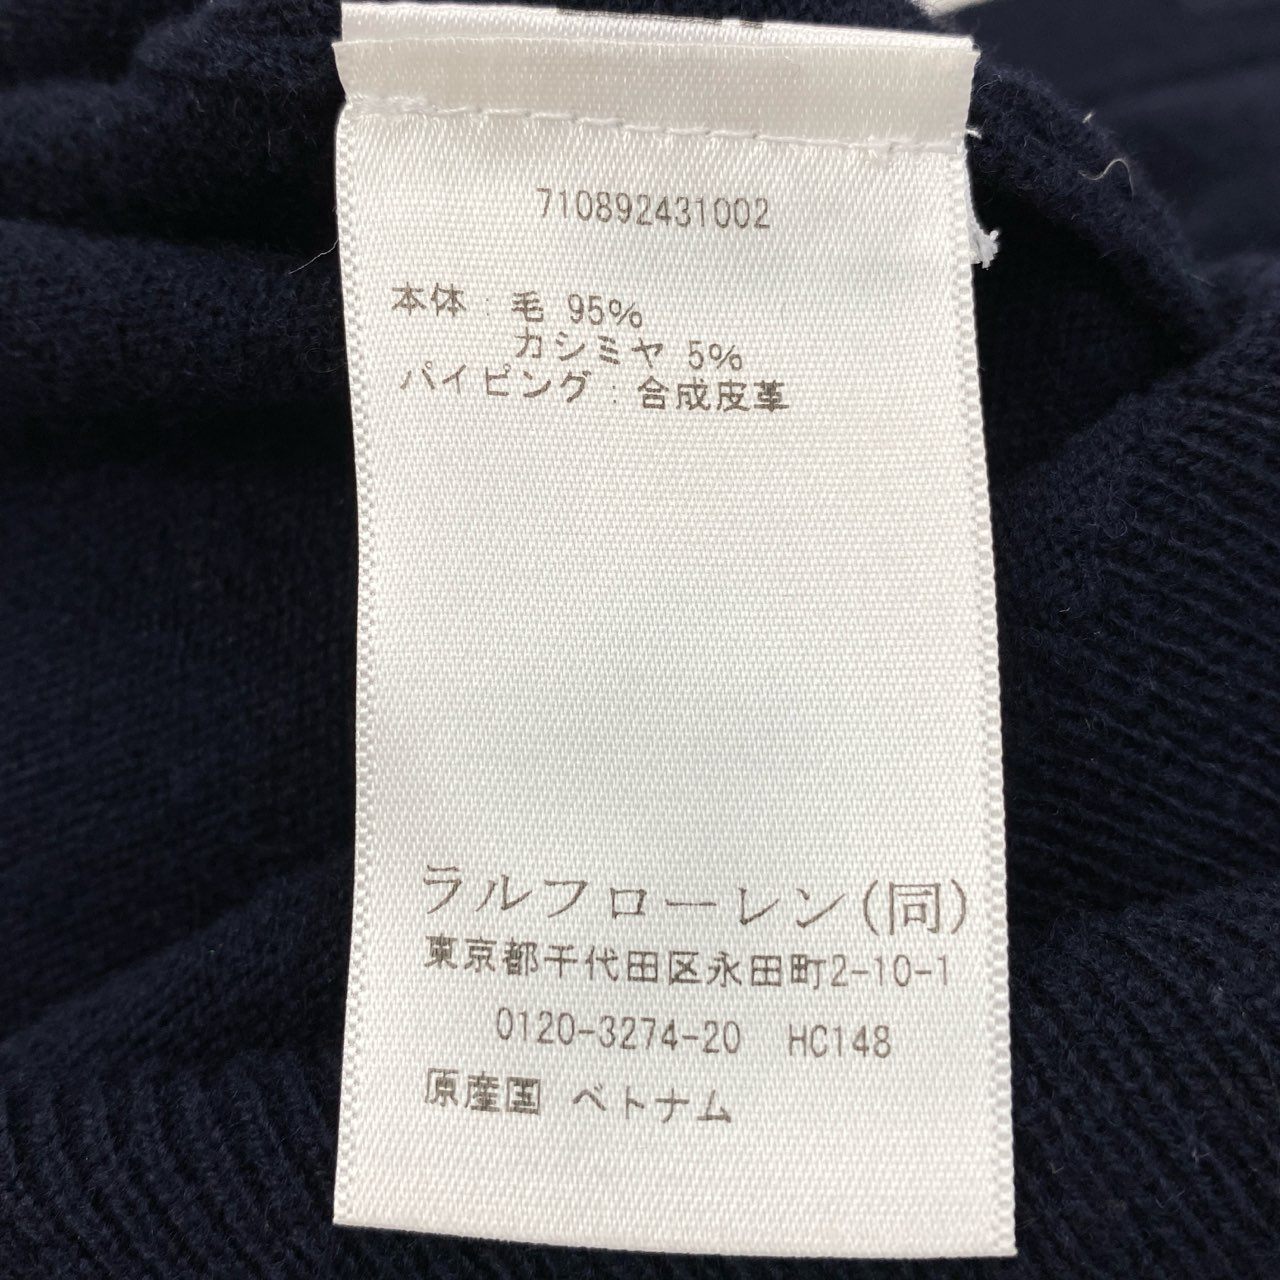 710892431002
本体 : 毛 95%
カシミヤ 5%
パイピング : 合成皮革
ラルフローレン(同)
東京都千代田区永田町2-10-1
0120-3274-20 HC148
原産国 ベトナム